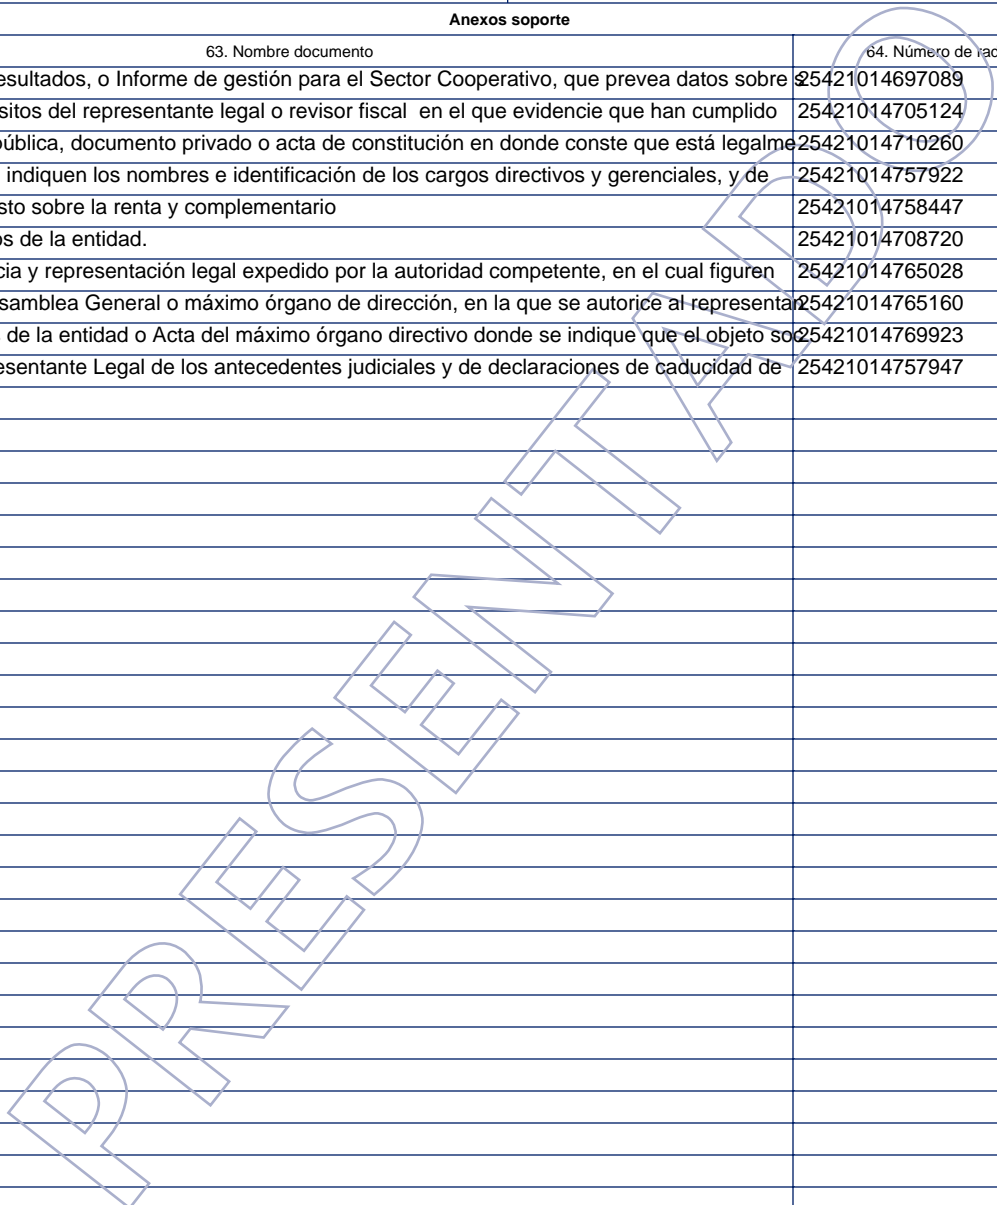 Anexos soporte
63. Nombre documento 64. Número de rad
esultados, o Informe de gestión para el Sector Cooperativo, que prevea datos sobre s 25421014697089
sitos del representante legal o revisor fiscal en el que evidencie que han cumplido 25421014705124
pública, documento privado o acta de constitución en donde conste que está legalme 25421014710260
indiquen los nombres e identificación de los cargos directivos y gerenciales, y de 25421014757922
sto sobre la renta y complementario 25421014758447
os de la entidad. 25421014708720
cia y representación legal expedido por la autoridad competente, en el cual figuren 25421014765028
samblea General o máximo órgano de dirección, en la que se autorice al representan 25421014765160
de la entidad o Acta del máximo órgano directivo donde se indique que el objeto soc 25421014769923
esentante Legal de los antecedentes judiciales y de declaraciones de caducidad de 25421014757947
PRESENTADO